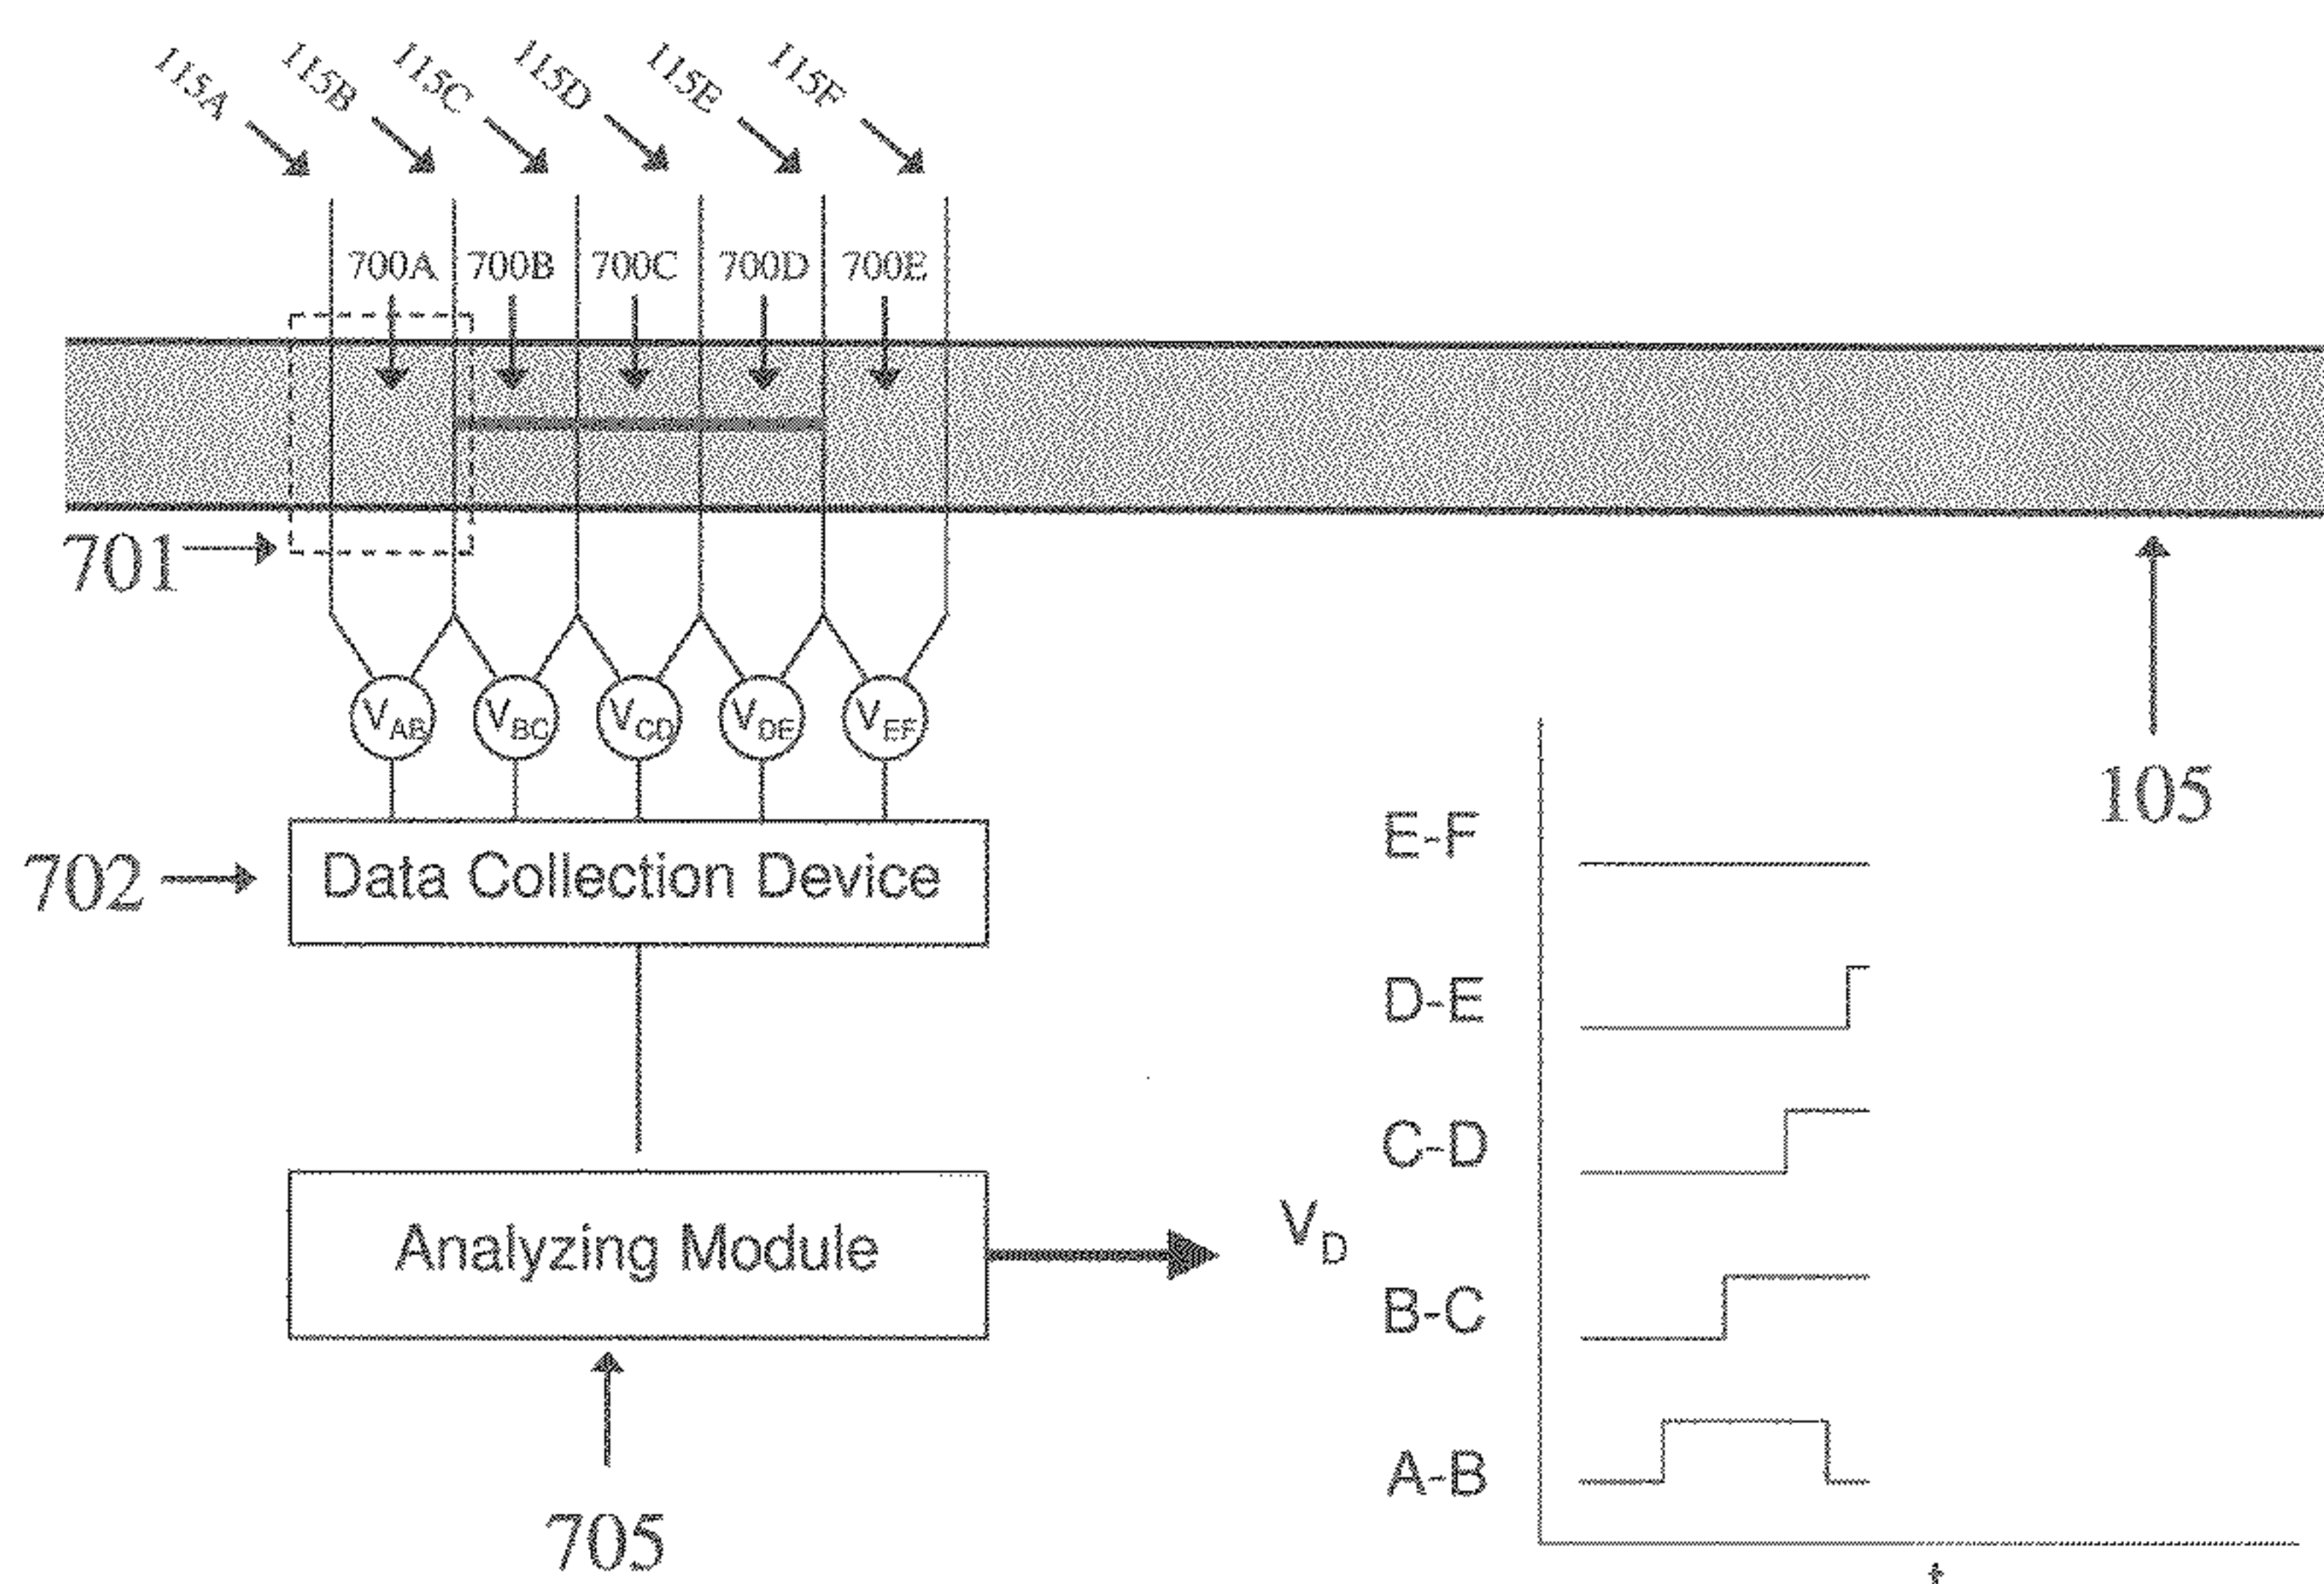 115A 115B 115C 115D 115E 115F
700A 700B 700C 700D 700E
701
105
VAB VBC VCD VDE VEF
702 Data Collection Device
E-F
D-E
C-D
Analyzing Module VD
B-C
A-B
705
t